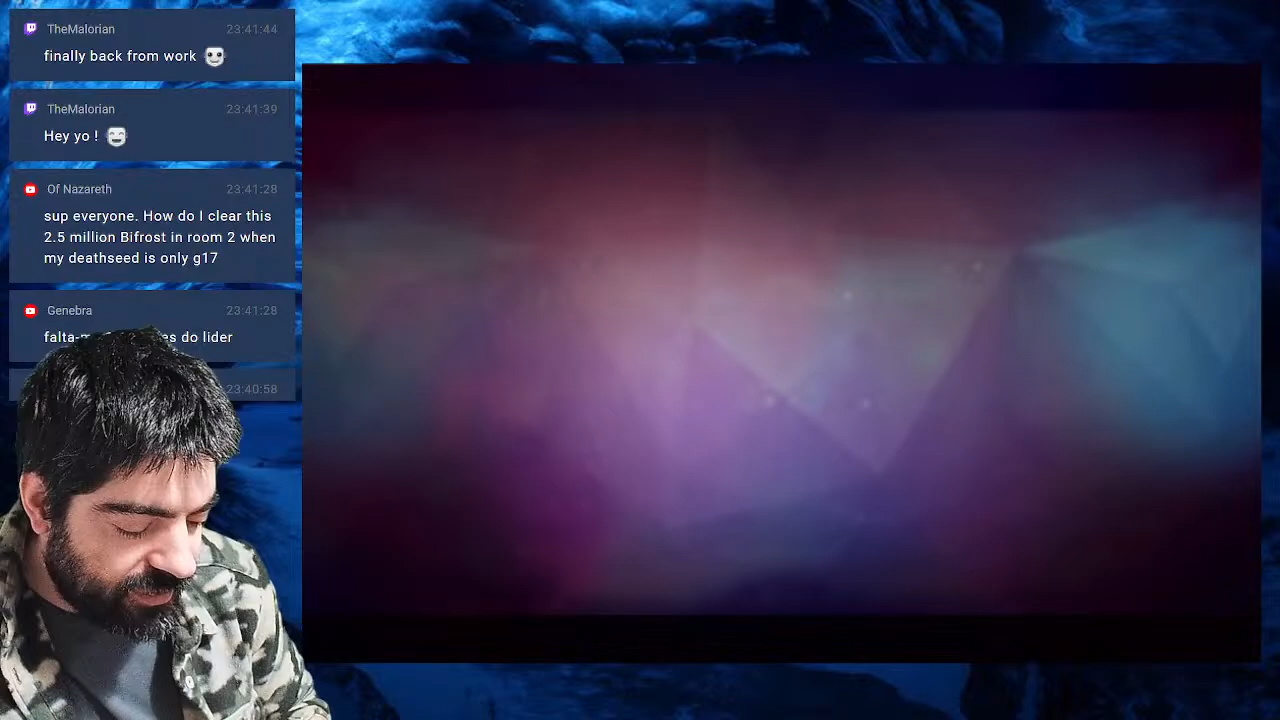 TheMalorian 23:41:44
finally back from work
TheMalorian 23:41:39
Hey yo !
Of Nazareth 23:41:28
sup everyone. How do I clear this
2.5 million Bifrost in room 2 when
my deathseed is only g17
Genebra 23:41:28
do lider
23:40:58